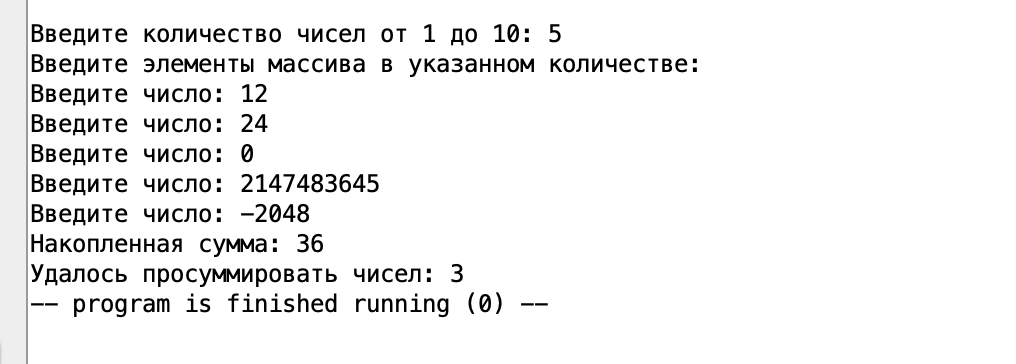 Введите количество чисел от 1 до 10: 5
Введите элементы массива в указанном количестве:
Введите число: 12
Введите число: 24
Введите число: 0
Введите число: 2147483645
Введите число: -2048
Накопленная сумма: 36
Удалось просуммировать чисел: 3
-- program is finished running (0) --